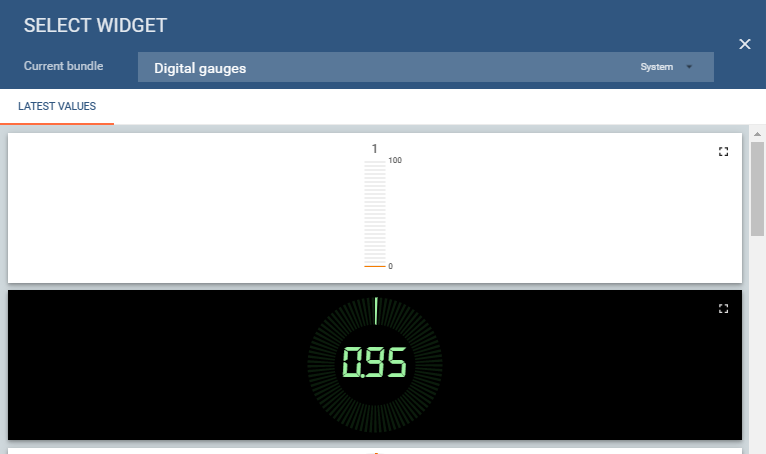 SELECT WIDGET
Current bundle
Digital gauges
System
LATEST VALUES
1
100
0
0.95